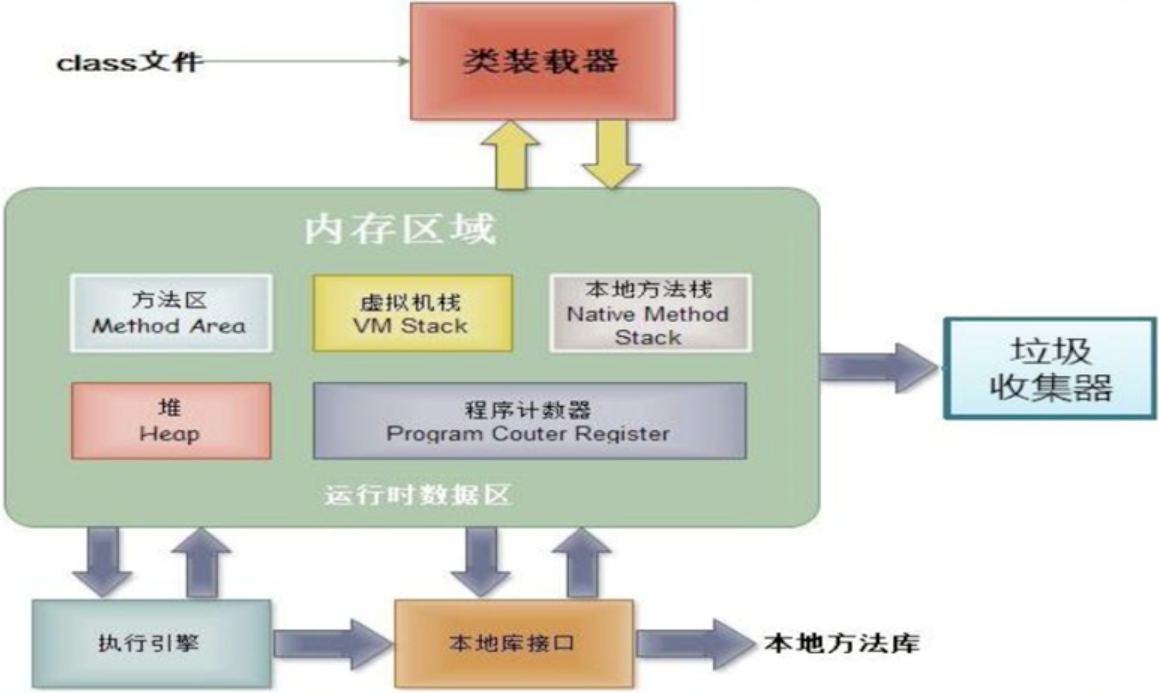 class文件
类装载器
内存区域
方法区
Method Area
虚拟机栈
VM Stack
本地方法栈
Native Method
Stack
堆
Heap
程序计数器
Program Couter Register
运行时数据区
垃圾
收集器
执行引擎
本地库接口
本地方法库